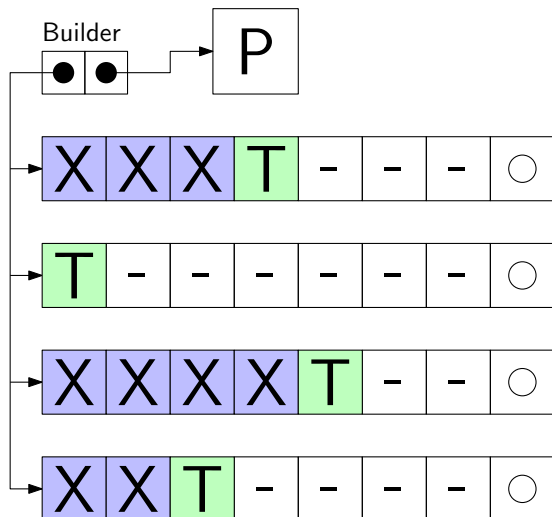 Builder
P
X X X T - - -
T - - - - - -
X X X X T - -
X X T - - - -